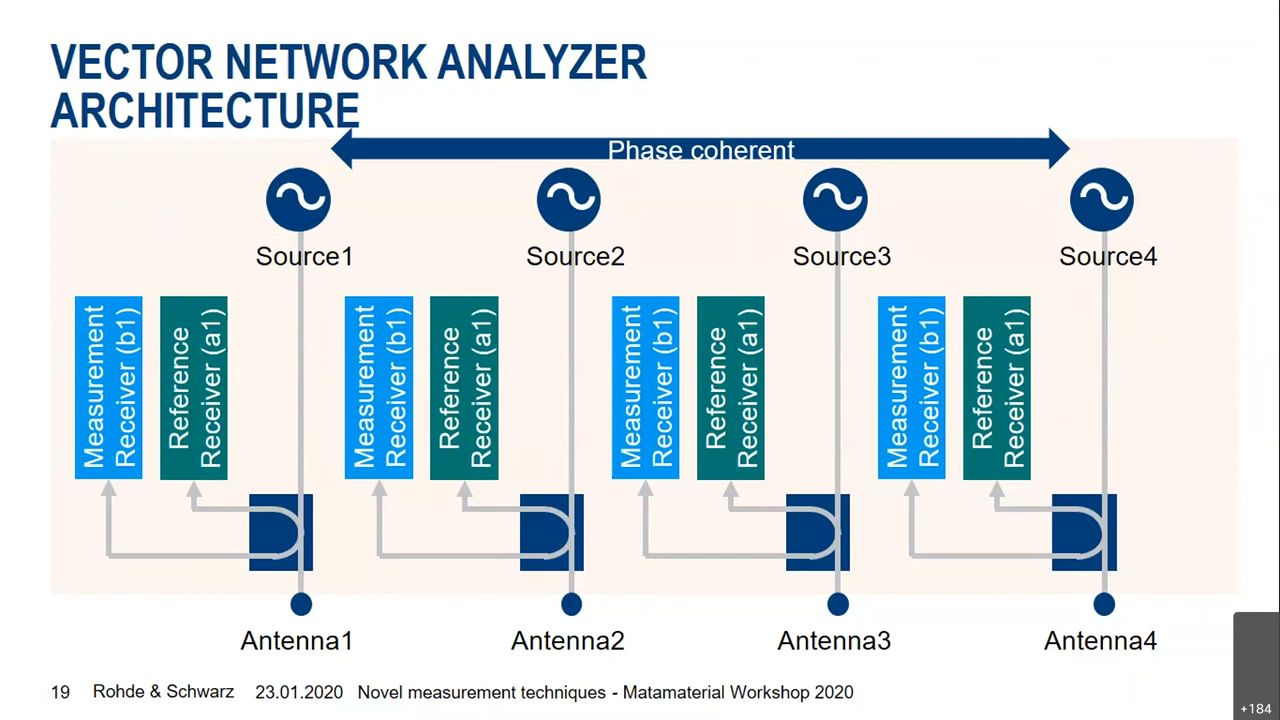 VECTOR NETWORK ANALYZER
ARCHITECTURE
Phase coherent
Source1
Source2
Source3
Source4
Measurement
Receiver (b1)
Reference
Receiver (a1)
Measurement
Receiver (b1)
Reference
Receiver (a1)
Measurement
Receiver (b1)
Reference
Receiver (a1)
Measurement
Receiver (b1)
Reference
Receiver (a1)
Antenna1
Antenna2
Antenna3
Antenna4
19 Rohde & Schwarz 23.01.2020 Novel measurement techniques - Matamaterial Workshop 2020
+184